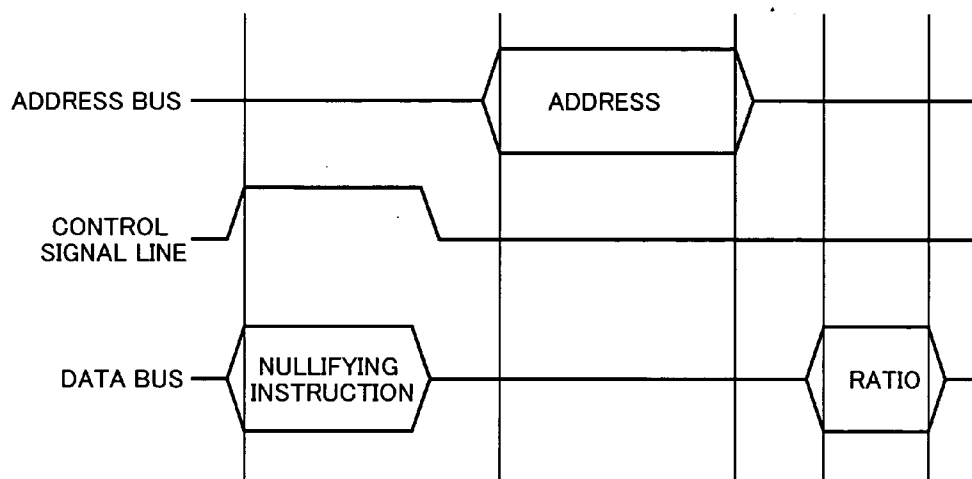 ADDRESS BUS
ADDRESS
CONTROL
SIGNAL LINE
DATA BUS
NULLIFYING
INSTRUCTION
RATIO